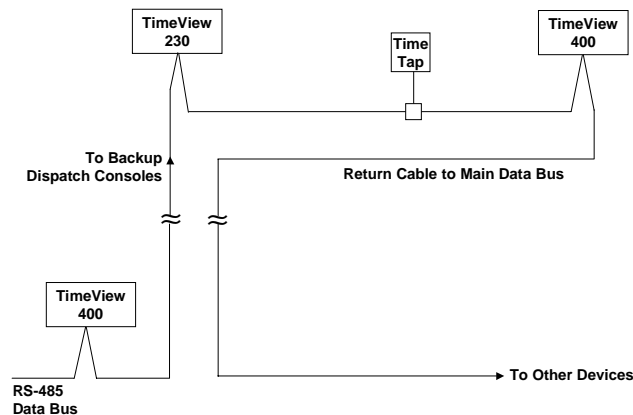 TimeView
230
Time
Tap
TimeView
400
To Backup
Dispatch Consoles
Return Cable to Main Data Bus
TimeView
400
To Other Devices
RS-485
Data Bus